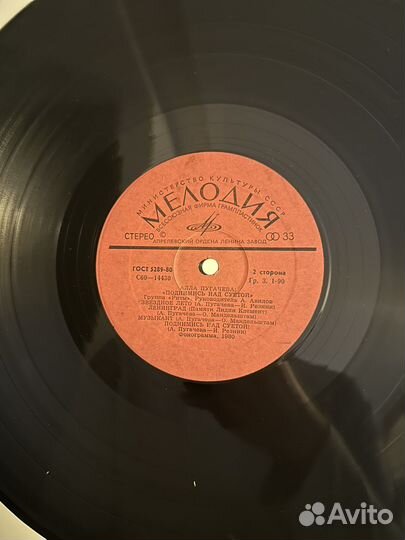 МИНИСТЕРСТВО КУЛЬТУРЫ СССР
МЕЛОДИЯ
ВСЕСОЮЗНАЯ ФИРМА ГРАМПЛАСТИНОК
СТЕРЕО 33
АПРЕЛЕВСКИЙ ОРДЕНА ЛЕНИНА ЗАВОД
ГОСТ 5289-80 2 сторона
С60—14430 Гр. 3. 1-90
АЛЛА ПУГАЧЕВА:
«ПОДНИМИСЬ НАД СУЕТОЙ»
Группа «Ритм». Руководитель А. Авилов
ЗВЕЗДНОЕ ЛЕТО (А. Пугачева—И. Резник)
ЛЕНИНГРАД (Памяти Лидии Клемент)
(А. Пугачева—О. Мандельштам)
МУЗЫКАНТ (А. Пугачева—О. Мандельштам)
ПОДНИМИСЬ НАД СУЕТОЙ!
(А. Пугачева—И. Резник)
Фонограмма, 1980
Avito